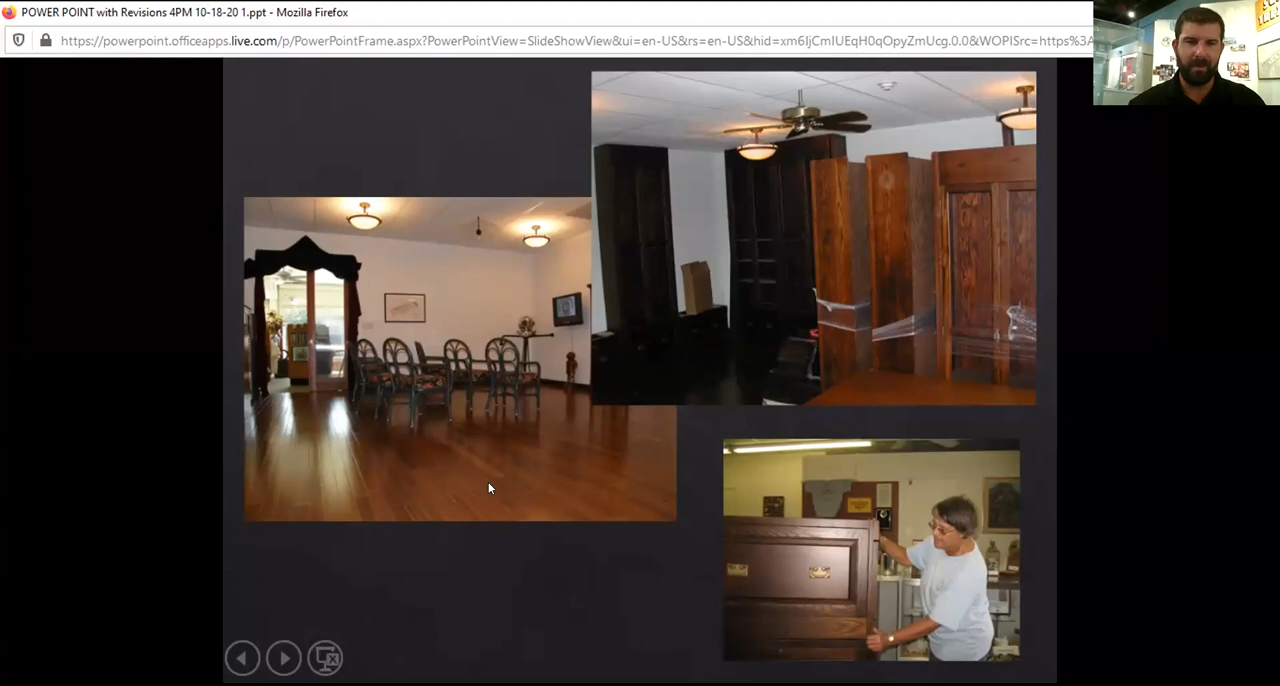 POWER POINT with Revisions 4PM 10-18-20 1.ppt - Mozilla Firefox
https://powerpoint.officeapps.live.com/p/PowerPointFrame.aspx?PowerPointView=SlideShowView&ui=en-US&rs=en-US&hid=xm6IjCmIUEqH0qOpyZmUcg.0.0&WOPISrc=https%3A